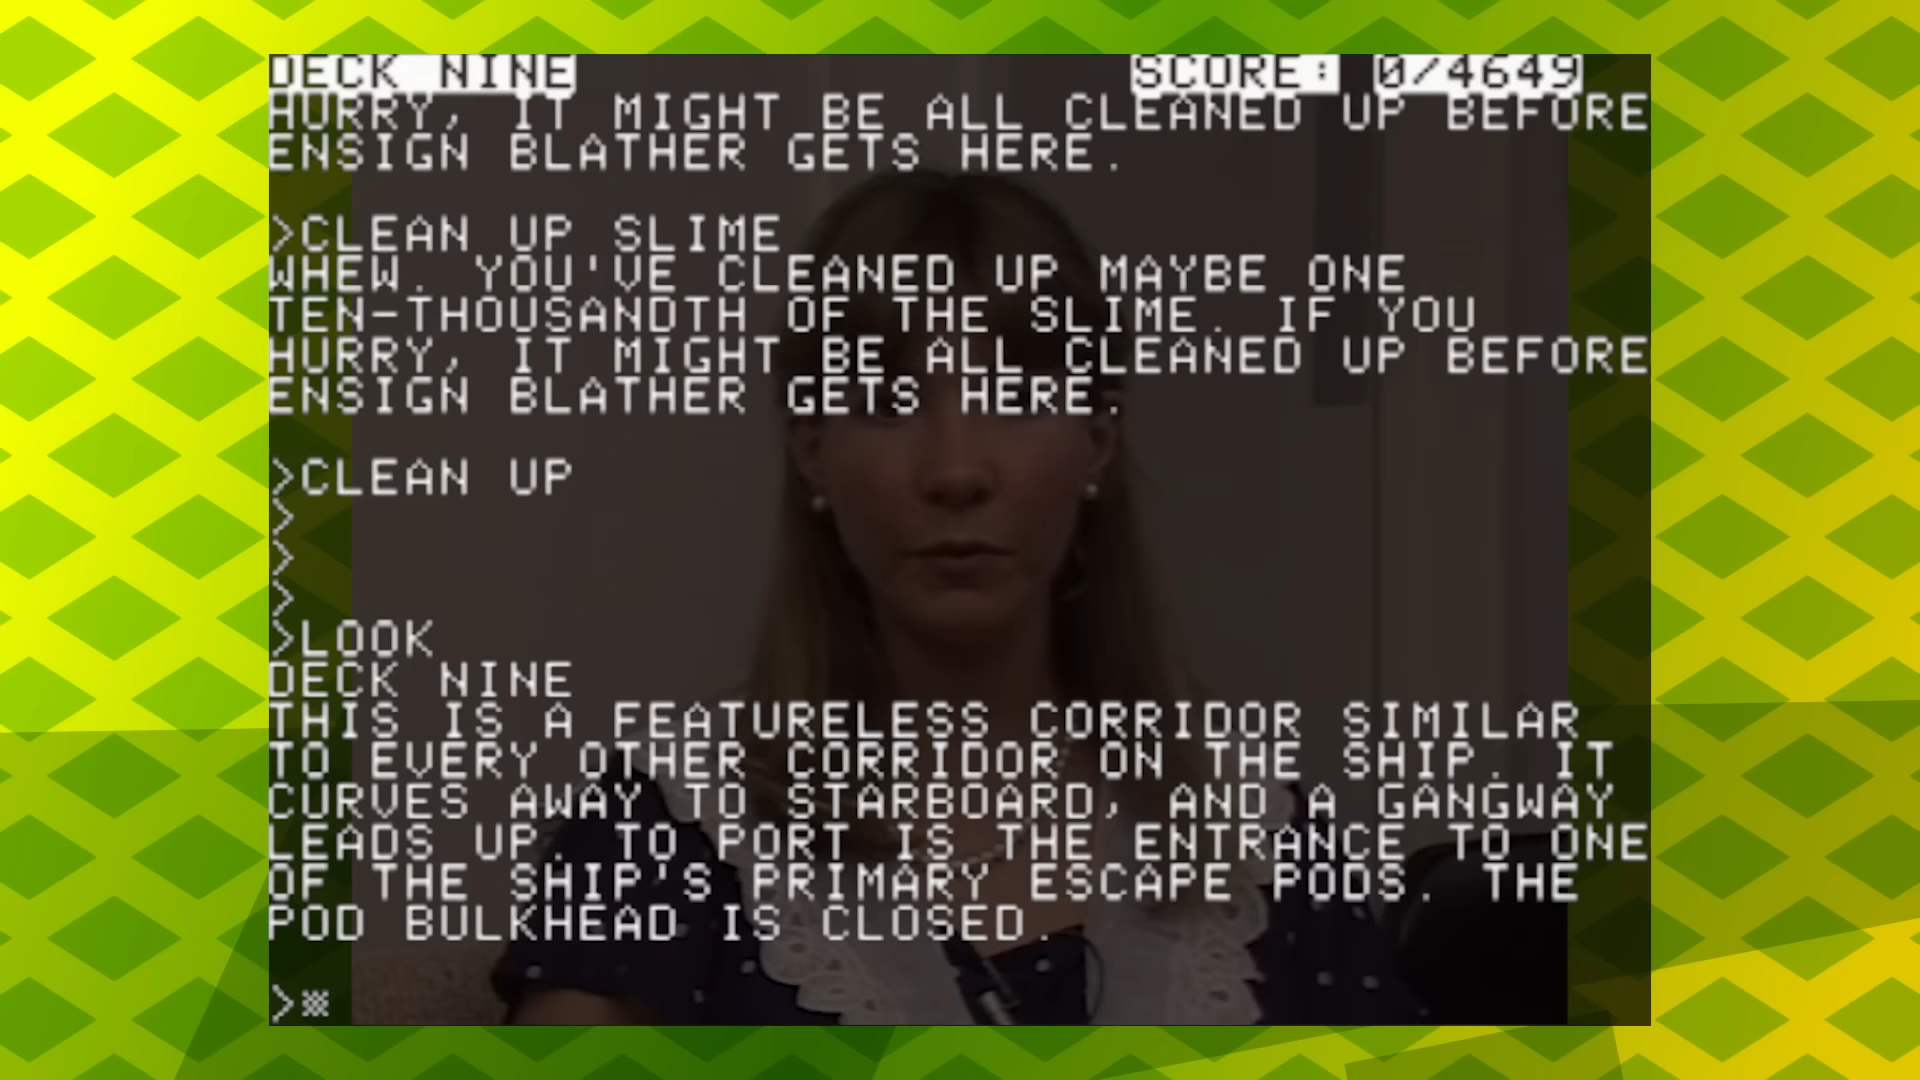 DECK NINE SCORE: 0/4649
HURRY, IT MIGHT BE ALL CLEANED UP BEFORE
ENSIGN BLATHER GETS HERE.
>CLEAN UP SLIME
WHEW. YOU'VE CLEANED UP MAYBE ONE
TEN-THOUSANDTH OF THE SLIME. IF YOU
HURRY, IT MIGHT BE ALL CLEANED UP BEFORE
ENSIGN BLATHER GETS HERE.
>CLEAN UP
>
>
>
>LOOK
DECK NINE
THIS IS A FEATURELESS CORRIDOR SIMILAR
TO EVERY OTHER CORRIDOR ON THE SHIP. IT
CURVES AWAY TO STARBOARD, AND A GANGWAY
LEADS UP. TO PORT IS THE ENTRANCE TO ONE
OF THE SHIP'S PRIMARY ESCAPE PODS. THE
POD BULKHEAD IS CLOSED.
>